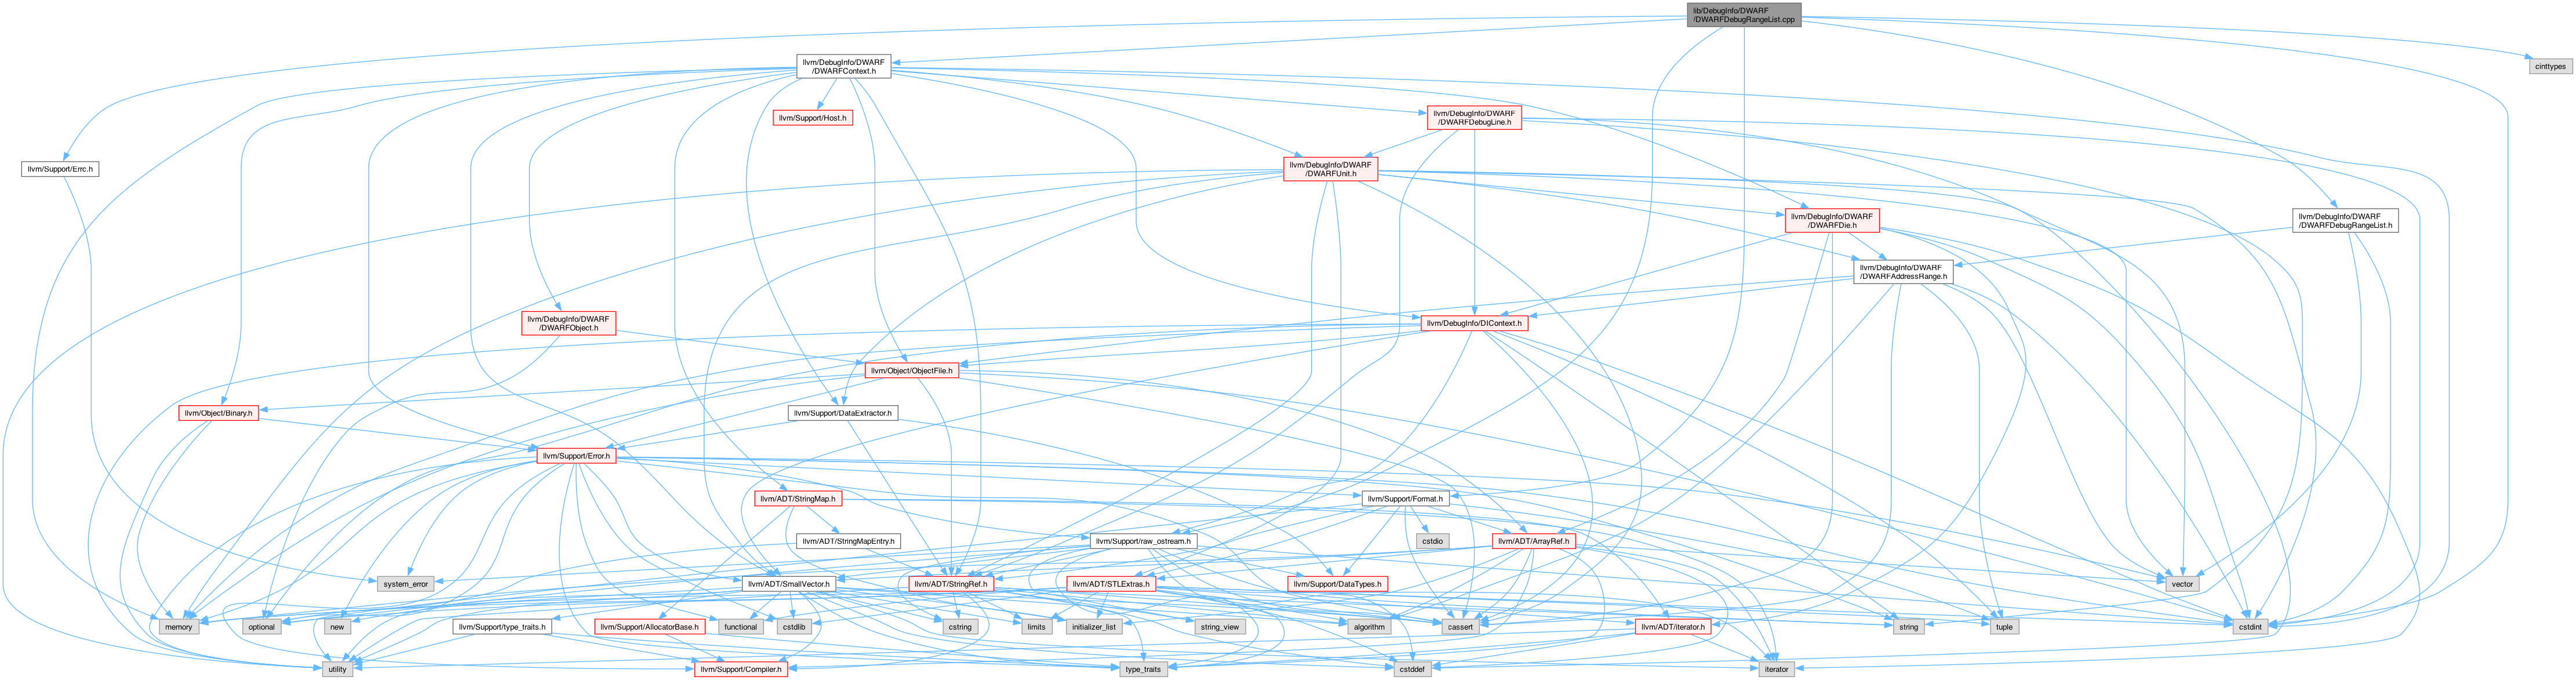 lib/DebugInfo/DWARF
/DWARFDebugRangeList.cpp
llvm/DebugInfo/DWARF
/DWARFContext.h
cinttypes
llvm/Support/Host.h
llvm/DebugInfo/DWARF
/DWARFDebugLine.h
llvm/Support/Errc.h
llvm/DebugInfo/DWARF
/DWARFUnit.h
llvm/DebugInfo/DWARF
/DWARFDie.h
llvm/DebugInfo/DWARF
/DWARFDebugRangeList.h
llvm/DebugInfo/DWARF
/DWARFAddressRange.h
llvm/DebugInfo/DWARF
/DWARFObject.h
llvm/DebugInfo/DIContext.h
llvm/Object/ObjectFile.h
llvm/Object/Binary.h
llvm/Support/DataExtractor.h
llvm/Support/Error.h
llvm/ADT/StringMap.h
llvm/Support/Format.h
llvm/ADT/StringMapEntry.h
llvm/Support/raw_ostream.h
cstdio
llvm/ADT/ArrayRef.h
system_error
llvm/ADT/SmallVector.h
llvm/ADT/StringRef.h
llvm/ADT/STLExtras.h
llvm/Support/DataTypes.h
vector
memory
optional
new
llvm/Support/type_traits.h
llvm/Support/AllocatorBase.h
functional
cstdlib
cstring
limits
initializer_list
string_view
algorithm
cassert
llvm/ADT/iterator.h
string
tuple
cstdint
utility
llvm/Support/Compiler.h
type_traits
cstddef
iterator